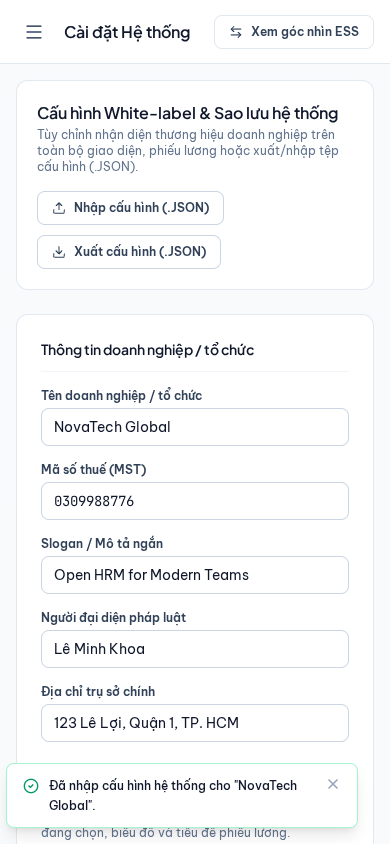 Cài đặt Hệ thống
Xem góc nhìn ESS
Cấu hình White-label & Sao lưu hệ thống
Tùy chỉnh nhận diện thương hiệu doanh nghiệp trên
toàn bộ giao diện, phiếu lương hoặc xuất/nhập tệp
cấu hình (.JSON).
Nhập cấu hình (.JSON)
Xuất cấu hình (.JSON)
Thông tin doanh nghiệp / tổ chức
Tên doanh nghiệp / tổ chức
NovaTech Global
Mã số thuế (MST)
0309988776
Slogan / Mô tả ngắn
Open HRM for Modern Teams
Người đại diện pháp luật
Lê Minh Khoa
Địa chỉ trụ sở chính
123 Lê Lợi, Quận 1, TP. HCM
Đã nhập cấu hình hệ thống cho "NovaTech
Global".
đang chọn, biểu đồ và tiêu đề phiếu lương.